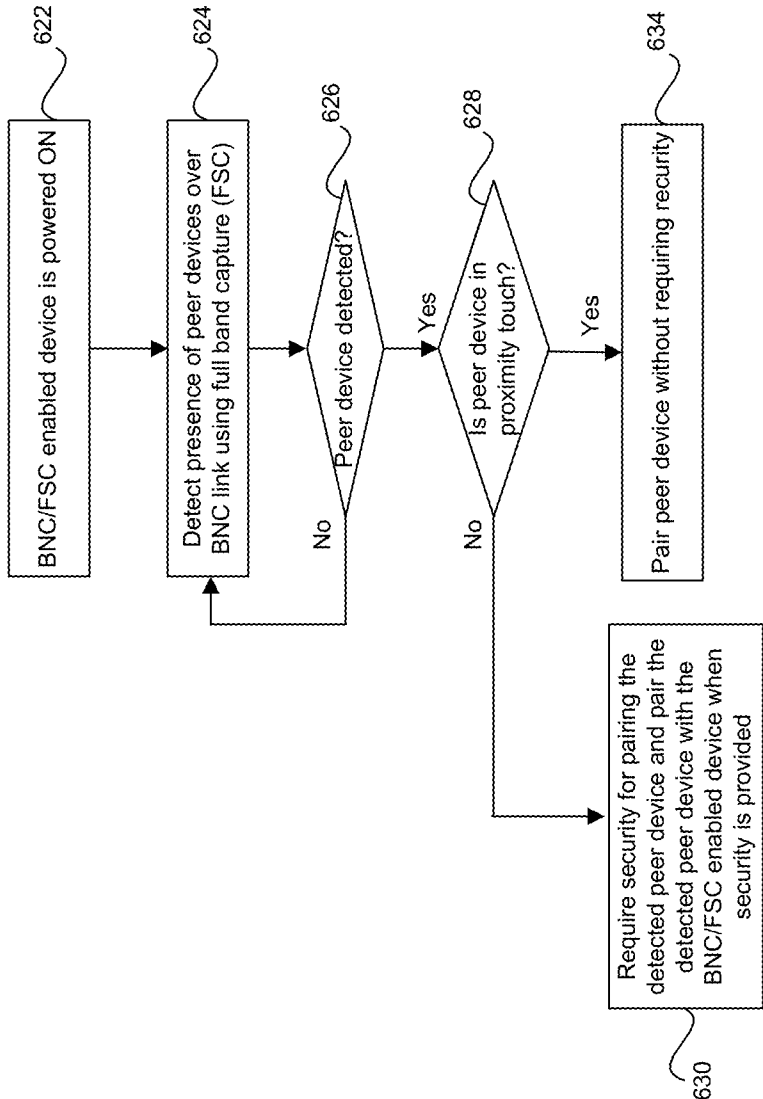 622
BNC/FSC enabled device is powered ON
624
Detect presence of peer devices over
BNC link using full band capture (FSC)
626
Peer device detected?
No
Yes
628
Is peer device in
proximity touch?
No
Yes
634
Pair peer device without requiring recurity
Require security for pairing the
detected peer device and pair the
detected peer device with the
BNC/FSC enabled device when
security is provided
630